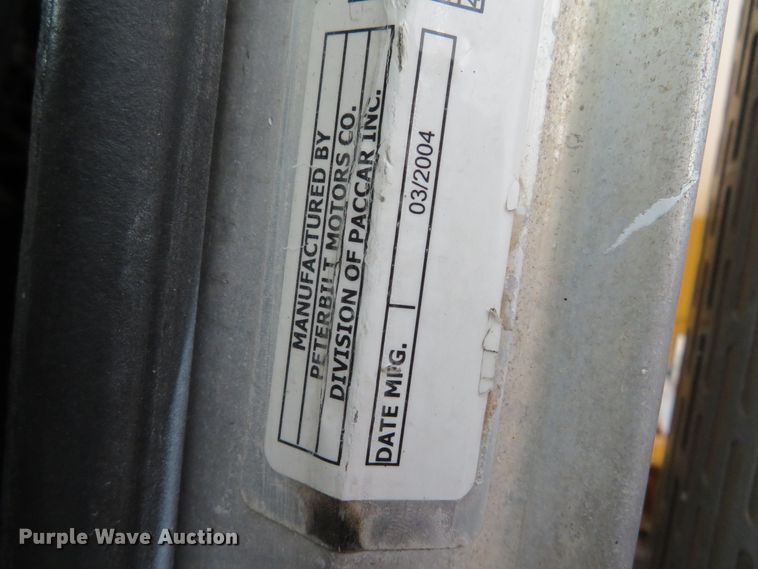 MANUFACTURED BY
PETERBILT MOTORS CO.
DIVISION OF PACCAR INC.
DATE MFG. 03/2004
Purple Wave Auction®